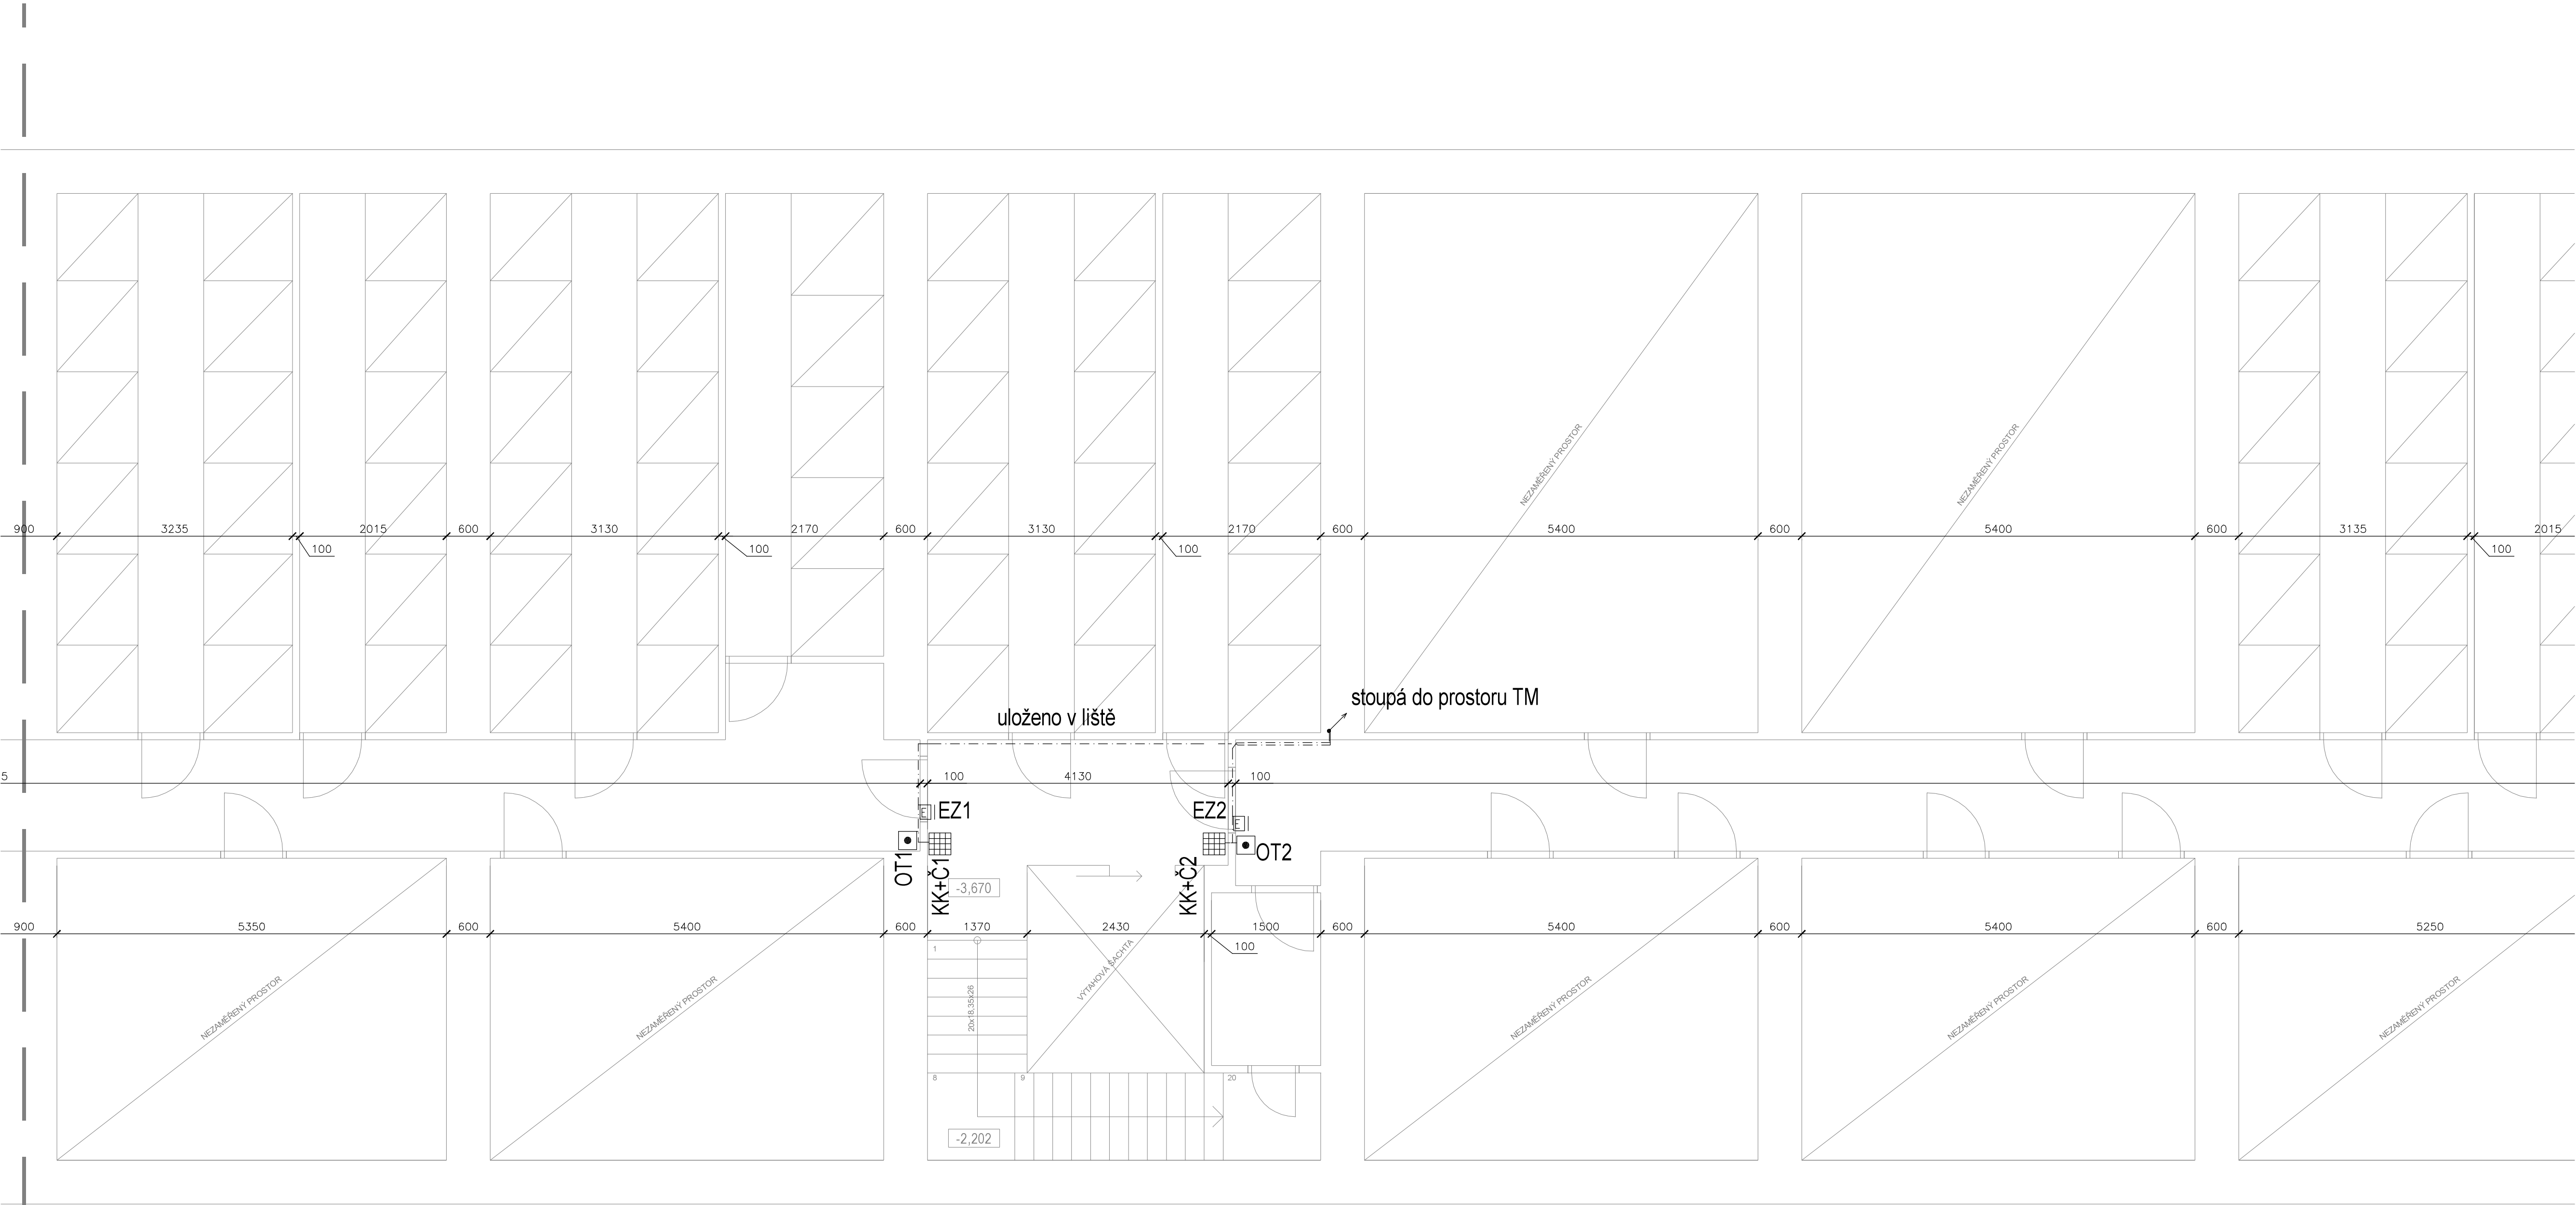 900
3235
100
2015
600
3130
100
2170
600
3130
100
2170
600
5400
600
5400
600
3135
100
2015
NEZAMĚŘENÝ PROSTOR
NEZAMĚŘENÝ PROSTOR
stoupá do prostoru TM
uloženo v liště
5
100
4130
100
E
EZ1
EZ2
E
OT1
KK+Č1
KK+Č2
OT2
-3,670
900
5350
600
5400
600
1370
2430
100
1500
600
5400
600
5400
600
5250
1
20x18,35x26
VÝTAHOVÁ ŠACHTA
NEZAMĚŘENÝ PROSTOR
NEZAMĚŘENÝ PROSTOR
NEZAMĚŘENÝ PROSTOR
NEZAMĚŘENÝ PROSTOR
NEZAMĚŘENÝ PROSTOR
8
9
20
-2,202